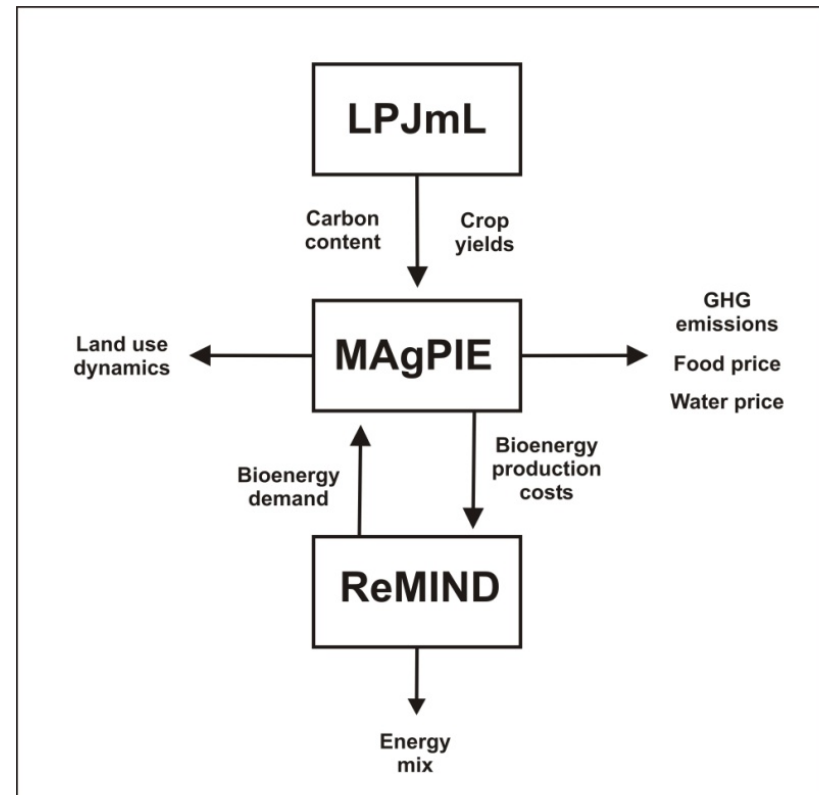 LPJmL
Carbon
content
Crop
yields
MAgPIE
Land use
dynamics
GHG
emissions
Food price
Water price
Bioenergy
demand
Bioenergy
production
costs
ReMIND
Energy
mix